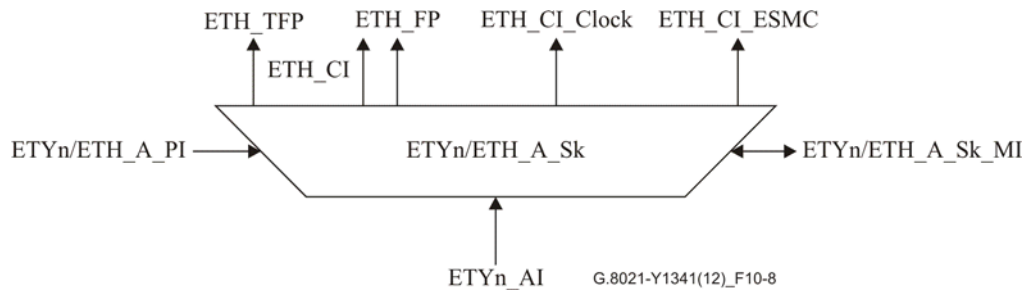 ETH_TFP ETH_FP ETH_CI_Clock ETH_CI_ESMC
ETH_CI
ETYn/ETH_A_PI ETYn/ETH_A_Sk ETYn/ETH_A_Sk_MI
ETYn_AI G.8021-Y1341(12)_F10-8